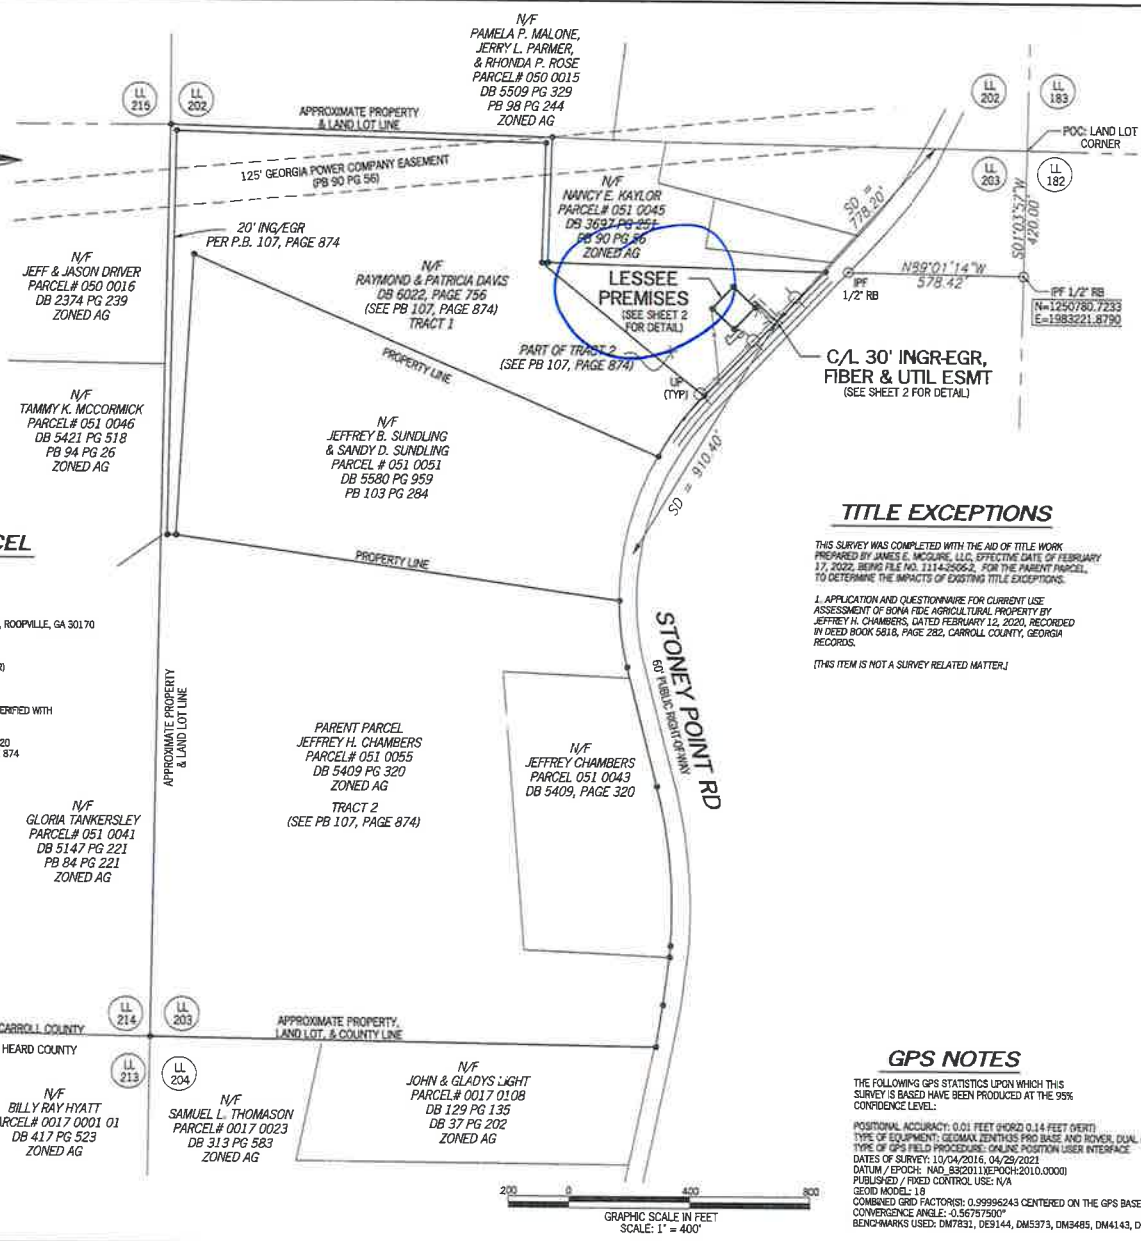 N/F
PAMELA P. MALONE,
JERRY L. PARMER,
& RHONDA P. ROSE
PARCEL# 050 0015
DB 5509 PG 329
PB 98 PG 244
ZONED AG
LL
215
LL
202
LL
202
LL
183
APPROXIMATE PROPERTY
& LAND LOT LINE
POC: LAND LOT
CORNER
125' GEORGIA POWER COMPANY EASEMENT
(PB 90 PG 56)
LL
203
LL
182
N/F
NANCY E. KAYLOR
PARCEL# 051 0045
DB 3697 PG 251
PB 90 PG 56
ZONED AG
SD =
778.20'
S01°03'57"W
420.00'
20' ING/EGR
PER P.B. 107, PAGE 874
N/F
JEFF & JASON DRIVER
PARCEL# 050 0016
DB 2374 PG 239
ZONED AG
N/F
RAYMOND & PATRICIA DAVIS
DB 6022, PAGE 756
(SEE PB 107, PAGE 874)
TRACT 1
LESSEE
PREMISES
(SEE SHEET 2
FOR DETAIL)
N89°01'14"W
578.42'
IPF
1/2" RB
IPF 1/2" RB
N=1250780.7233
E=1983221.8790
PROPERTY LINE
PART OF TRACT 2
(SEE PB 107, PAGE 874)
UP
(TYP)
C/L 30' INGR-EGR,
FIBER & UTIL ESMT
(SEE SHEET 2 FOR DETAIL)
N/F
TAMMY K. MCCORMICK
PARCEL# 051 0046
DB 5421 PG 518
PB 94 PG 26
ZONED AG
N/F
JEFFREY B. SUNDLING
& SANDY D. SUNDLING
PARCEL # 051 0051
DB 5580 PG 959
PB 103 PG 284
SD = 910.40'
PROPERTY LINE
CEL
TITLE EXCEPTIONS
THIS SURVEY WAS COMPLETED WITH THE AID OF TITLE WORK
PREPARED BY JAMES E. MCGUIRE, LLC, EFFECTIVE DATE OF FEBRUARY
17, 2022, BEING FILE NO. 1114-2506-2, FOR THE PARENT PARCEL,
TO DETERMINE THE IMPACTS OF EXISTING TITLE EXCEPTIONS.
1. APPLICATION AND QUESTIONNAIRE FOR CURRENT USE
ASSESSMENT OF BONA FIDE AGRICULTURAL PROPERTY BY
JEFFREY H. CHAMBERS, DATED FEBRUARY 12, 2020, RECORDED
IN DEED BOOK 5818, PAGE 282, CARROLL COUNTY, GEORGIA
RECORDS.
[THIS ITEM IS NOT A SURVEY RELATED MATTER.]
, ROOPVILLE, GA 30170
ERIFIED WITH
20
874
STONEY POINT RD
60' PUBLIC RIGHT-OF-WAY
APPROXIMATE PROPERTY
& LAND LOT LINE
PARENT PARCEL
JEFFREY H. CHAMBERS
PARCEL# 051 0055
DB 5409 PG 320
ZONED AG
TRACT 2
(SEE PB 107, PAGE 874)
N/F
JEFFREY CHAMBERS
PARCEL 051 0043
DB 5409, PAGE 320
N/F
GLORIA TANKERSLEY
PARCEL# 051 0041
DB 5147 PG 221
PB 84 PG 221
ZONED AG
LL
214
LL
203
CARROLL COUNTY
HEARD COUNTY
APPROXIMATE PROPERTY,
LAND LOT, & COUNTY LINE
LL
213
LL
204
N/F
BILLY RAY HYATT
PARCEL# 0017 0001 01
DB 417 PG 523
ZONED AG
N/F
SAMUEL L. THOMASON
PARCEL# 0017 0023
DB 313 PG 583
ZONED AG
N/F
JOHN & GLADYS LIGHT
PARCEL# 0017 0108
DB 129 PG 135
DB 37 PG 202
ZONED AG
GPS NOTES
THE FOLLOWING GPS STATISTICS UPON WHICH THIS
SURVEY IS BASED HAVE BEEN PRODUCED AT THE 95%
CONFIDENCE LEVEL:
POSITIONAL ACCURACY: 0.01 FEET (HORZ) 0.14 FEET (VERT)
TYPE OF EQUIPMENT: GEOMAX ZENITH35 PRO BASE AND ROVER, DUAL
TYPE OF GPS FIELD PROCEDURE: ONLINE POSITION USER INTERFACE
DATES OF SURVEY: 10/04/2016, 04/29/2021
DATUM / EPOCH: NAD_83(2011)(EPOCH:2010.0000)
PUBLISHED / FIXED CONTROL USE: N/A
GEOID MODEL: 18
COMBINED GRID FACTOR(S): 0.99996243 CENTERED ON THE GPS BASE
CONVERGENCE ANGLE: -0.56757500°
BENCHMARKS USED: DM7831, DE9144, DM5373, DM3485, DM4143, D
200 0 400 800
GRAPHIC SCALE IN FEET
SCALE: 1" = 400'